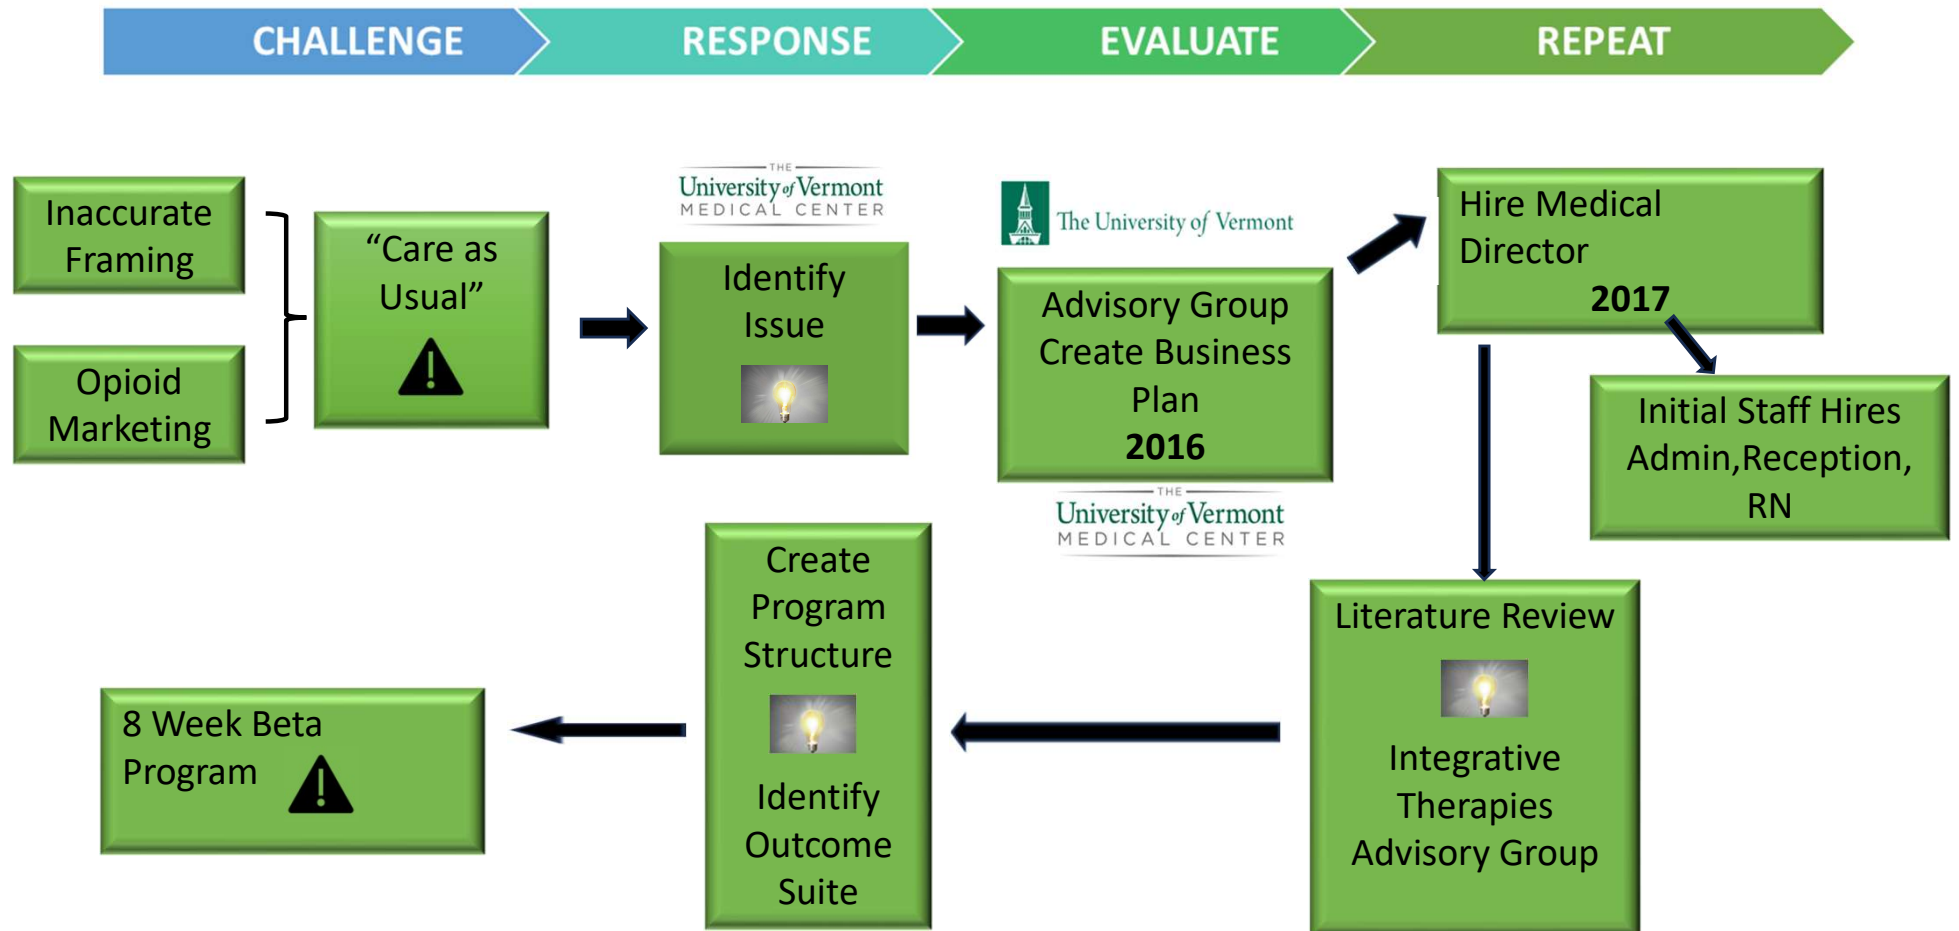 CHALLENGE
RESPONSE
EVALUATE
REPEAT
Inaccurate
Framing
Opioid
Marketing
“Care as
Usual”
THE
University of Vermont
MEDICAL CENTER
Identify
Issue
The University of Vermont
Advisory Group
Create Business
Plan
2016
THE
University of Vermont
MEDICAL CENTER
Hire Medical
Director
2017
Initial Staff Hires
Admin,Reception,
RN
Literature Review
Integrative
Therapies
Advisory Group
Create
Program
Structure
Identify
Outcome
Suite
8 Week Beta
Program